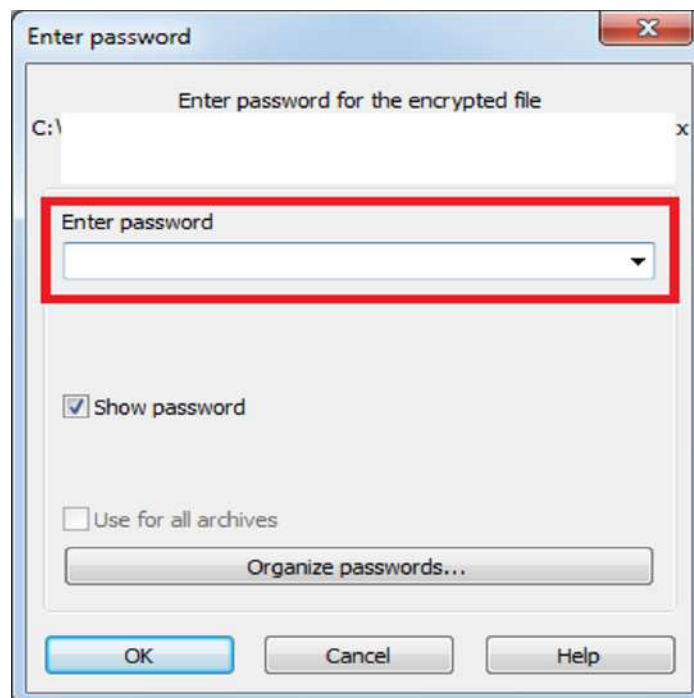 Enter password
Enter password for the encrypted file
C:\ x
Enter password
Show password
Use for all archives
Organize passwords...
OK Cancel Help